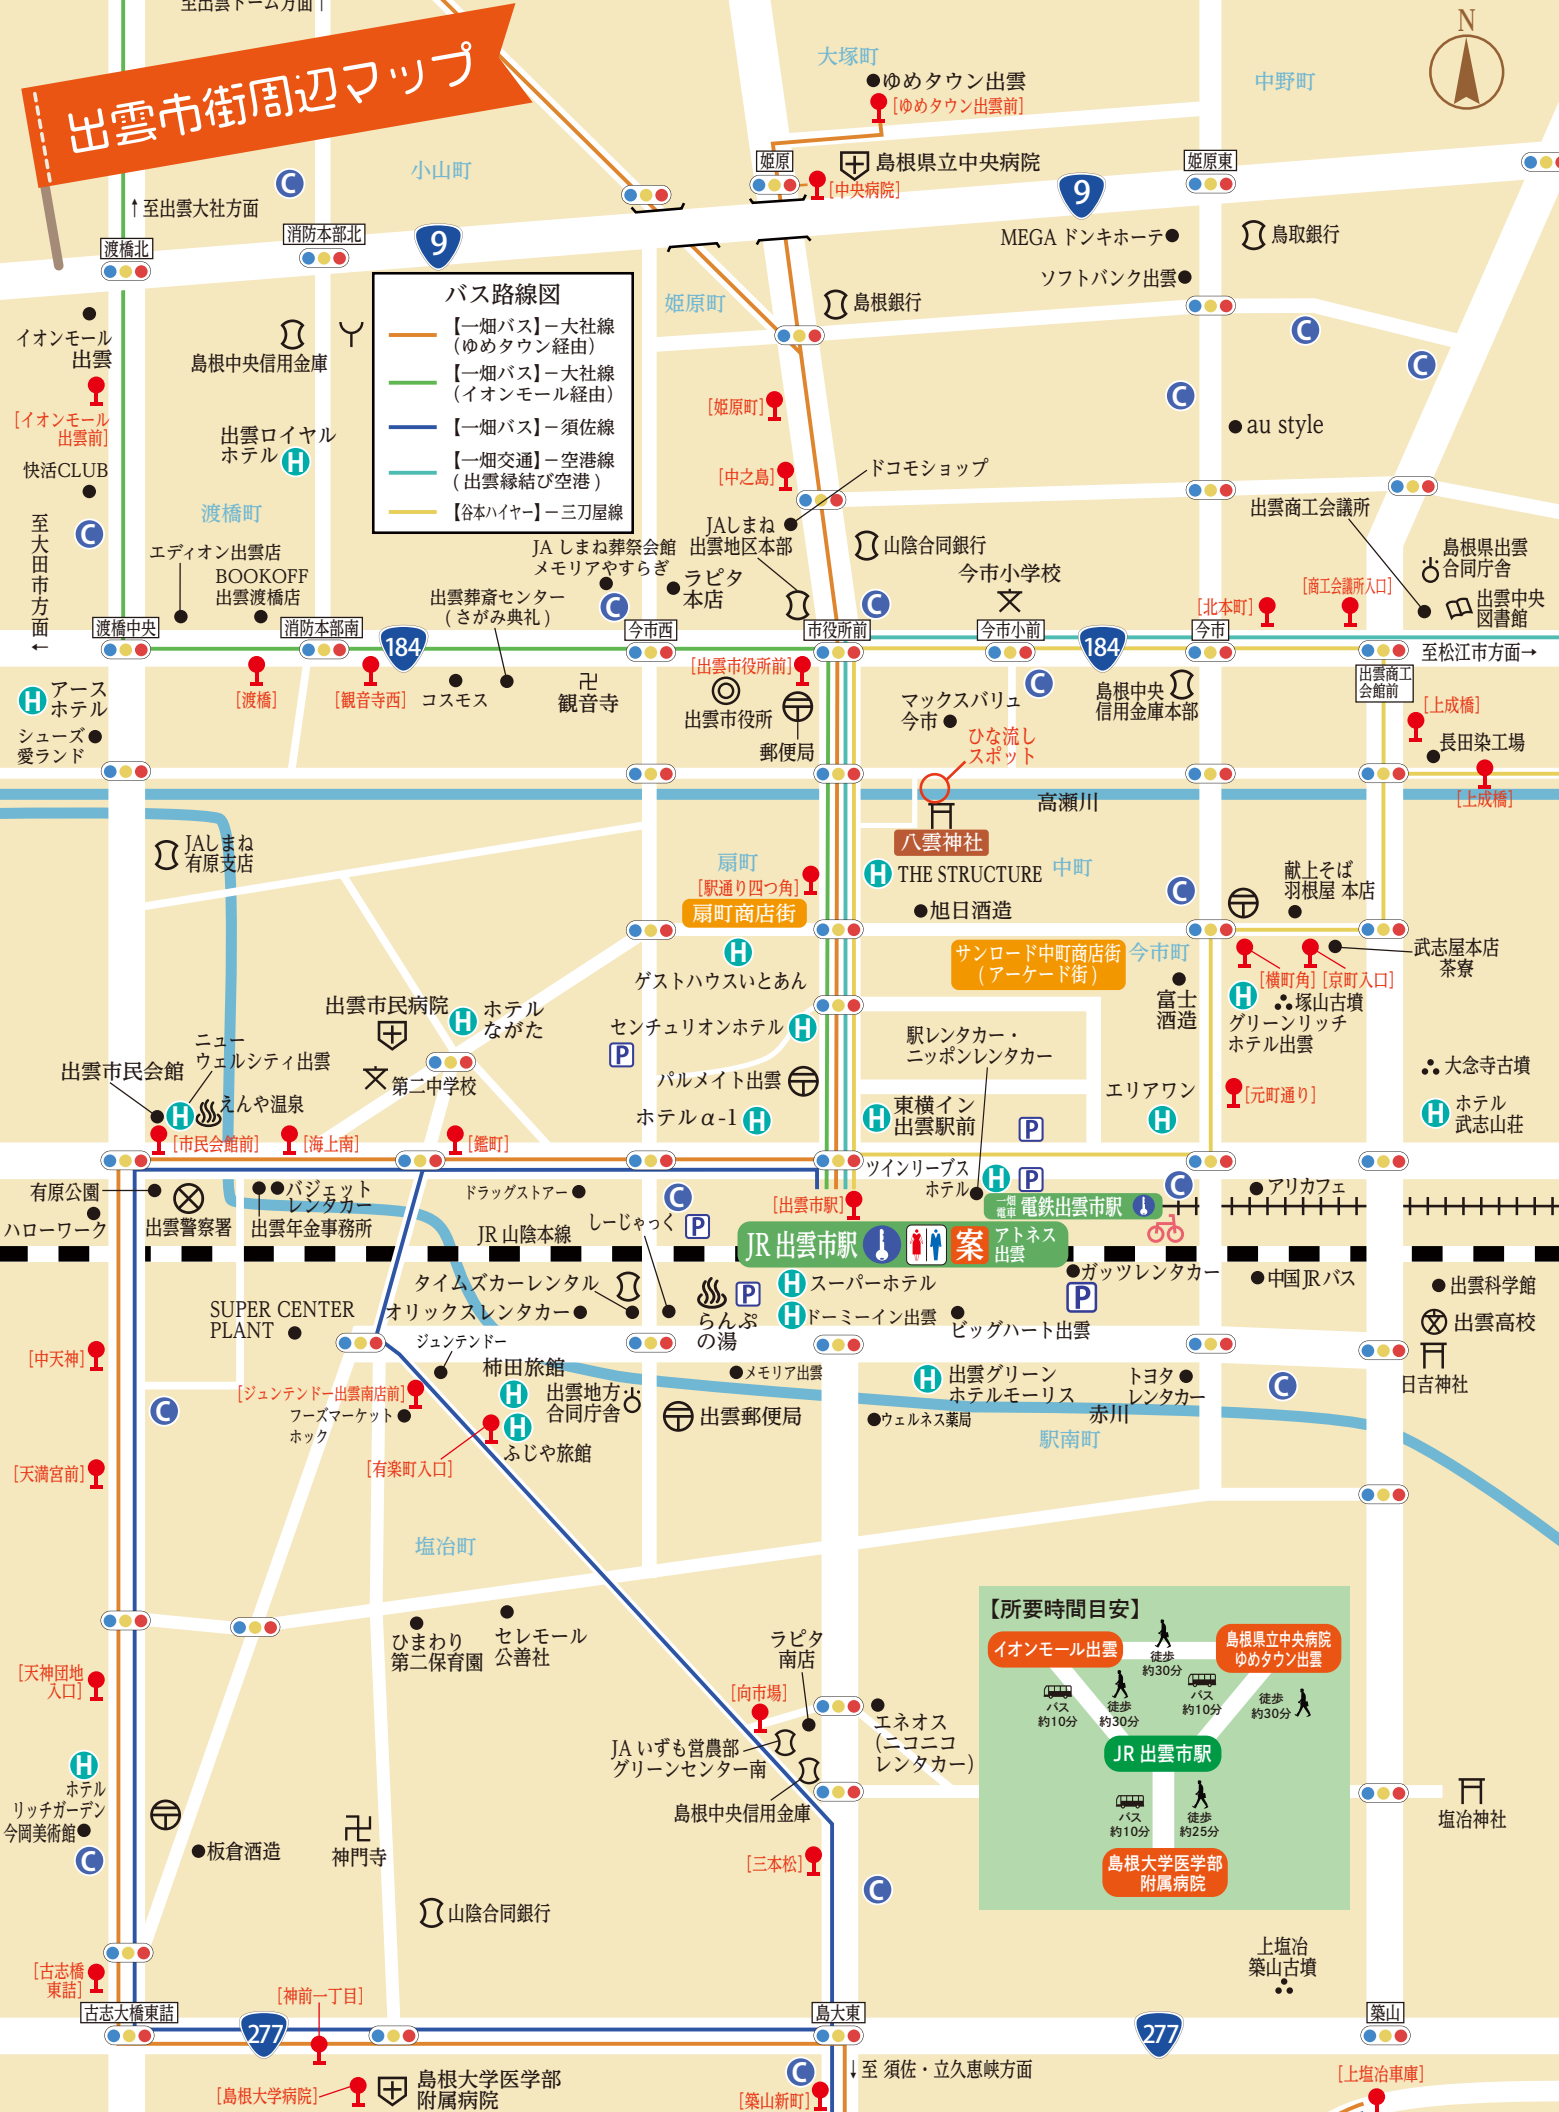 至出雲ドーム方面↑
出雲市街周辺マップ
N
大塚町
中野町
ゆめタウン出雲
[ゆめタウン出雲前]
小山町
姫原
島根県立中央病院
[中央病院]
姫原東
9
↑至出雲大社方面
渡橋北
消防本部北
9
MEGA ドンキホーテ
鳥取銀行
ソフトバンク出雲
姫原町
島根銀行
バス路線図
【一畑バス】－大社線
（ゆめタウン経由）
【一畑バス】－大社線
（イオンモール経由）
【一畑バス】－須佐線
【一畑交通】－空港線
（出雲縁結び空港）
【谷本ハイヤー】－三刀屋線
イオンモール
出雲
島根中央信用金庫
[イオンモール
出雲前]
[姫原町]
出雲ロイヤル
ホテル
au style
快活CLUB
[中之島]
ドコモショップ
渡橋町
至大田市方面←
エディオン出雲店
BOOKOFF
出雲渡橋店
JAしまね
出雲地区本部
山陰合同銀行
出雲商工会議所
JA しまね葬祭会館
メモリアやすらぎ
ラピタ
本店
出雲葬斎センター
（さがみ典礼）
今市小学校
島根県出雲
合同庁舎
[商工会議所入口]
[北本町]
出雲中央
図書館
渡橋中央
消防本部南
184
今市西
市役所前
今市小前
184
今市
至松江市方面→
出雲商工
会館前
[渡橋]
[観音寺西]
コスモス
観音寺
[出雲市役所前]
出雲市役所
郵便局
マックスバリュ
今市
島根中央
信用金庫本部
アース
ホテル
シューズ
愛ランド
ひな流し
スポット
[上成橋]
長田染工場
[上成橋]
高瀬川
八雲神社
JAしまね
有原支店
扇町
[駅通り四つ角]
扇町商店街
THE STRUCTURE
中町
旭日酒造
献上そば
羽根屋 本店
サンロード中町商店街
（アーケード街）
今市町
武志屋本店
茶寮
[横町角]
[京町入口]
ゲストハウスいとあん
富士
酒造
塚山古墳
グリーンリッチ
ホテル出雲
出雲市民病院
ホテル
ながた
センチュリオンホテル
P
駅レンタカー・
ニッポンレンタカー
ニュー
ウェルシティ出雲
出雲市民会館
第二中学校
パルメイト出雲
エリアワン
大念寺古墳
えんや温泉
ホテルα-1
東横イン
出雲駅前
P
[元町通り]
ホテル
武志山荘
[市民会館前]
[海上南]
[鑑町]
ツインリーブス
ホテル
P
有原公園
ハローワーク
出雲警察署
バジェット
レンタカー
出雲年金事務所
ドラッグストアー
JR 山陰本線
しーじゃっく
P
[出雲市駅]
一畑
電車
電鉄出雲市駅
アリカフェ
JR 出雲市駅
案
アトネス
出雲
タイムズカーレンタル
オリックスレンタカー
らんぷ
の湯
P
スーパーホテル
ドーミーイン出雲
ガッツレンタカー
P
中国JRバス
出雲科学館
SUPER CENTER
PLANT
ビッグハート出雲
出雲高校
[中天神]
ジュンテンドー
柿田旅館
メモリア出雲
出雲グリーン
ホテルモーリス
トヨタ
レンタカー
日吉神社
[ジュンテンドー出雲南店前]
フーズマーケット
ホック
出雲地方
合同庁舎
出雲郵便局
ウェルネス薬局
赤川
駅南町
[有楽町入口]
ふじや旅館
[天満宮前]
塩冶町
【所要時間目安】
イオンモール出雲
島根県立中央病院
ゆめタウン出雲
徒歩
約30分
バス
約10分
徒歩
約30分
バス
約10分
徒歩
約30分
JR 出雲市駅
バス
約10分
徒歩
約25分
島根大学医学部
附属病院
ひまわり
第二保育園
セレモール
公善社
ラピタ
南店
[天神団地
入口]
[向市場]
エネオス
(ニコニコ
レンタカー)
JA いずも営農部
グリーンセンター南
島根中央信用金庫
ホテル
リッチガーデン
今岡美術館
板倉酒造
神門寺
[三本松]
塩冶神社
山陰合同銀行
上塩冶
築山古墳
[古志橋
東詰]
古志大橋東詰
[神前一丁目]
277
島大東
277
築山
↓至 須佐・立久恵峡方面
[島根大学病院]
島根大学医学部
附属病院
[築山新町]
[上塩冶車庫]